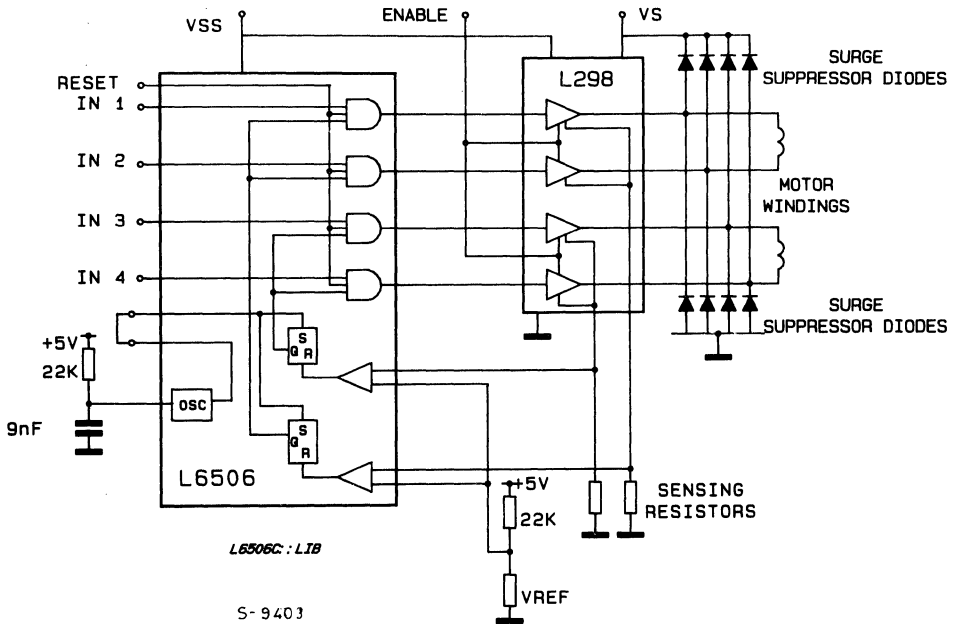 VSS
ENABLE
VS
RESET
IN 1
IN 2
IN 3
IN 4
L298
SURGE
SUPPRESSOR DIODES
MOTOR
WINDINGS
SURGE
SUPPRESSOR DIODES
+5V
22K
9nF
OSC
S
Q R
S
Q R
L6506
+5V
22K
VREF
SENSING
RESISTORS
L6506C::LIB
S-9403